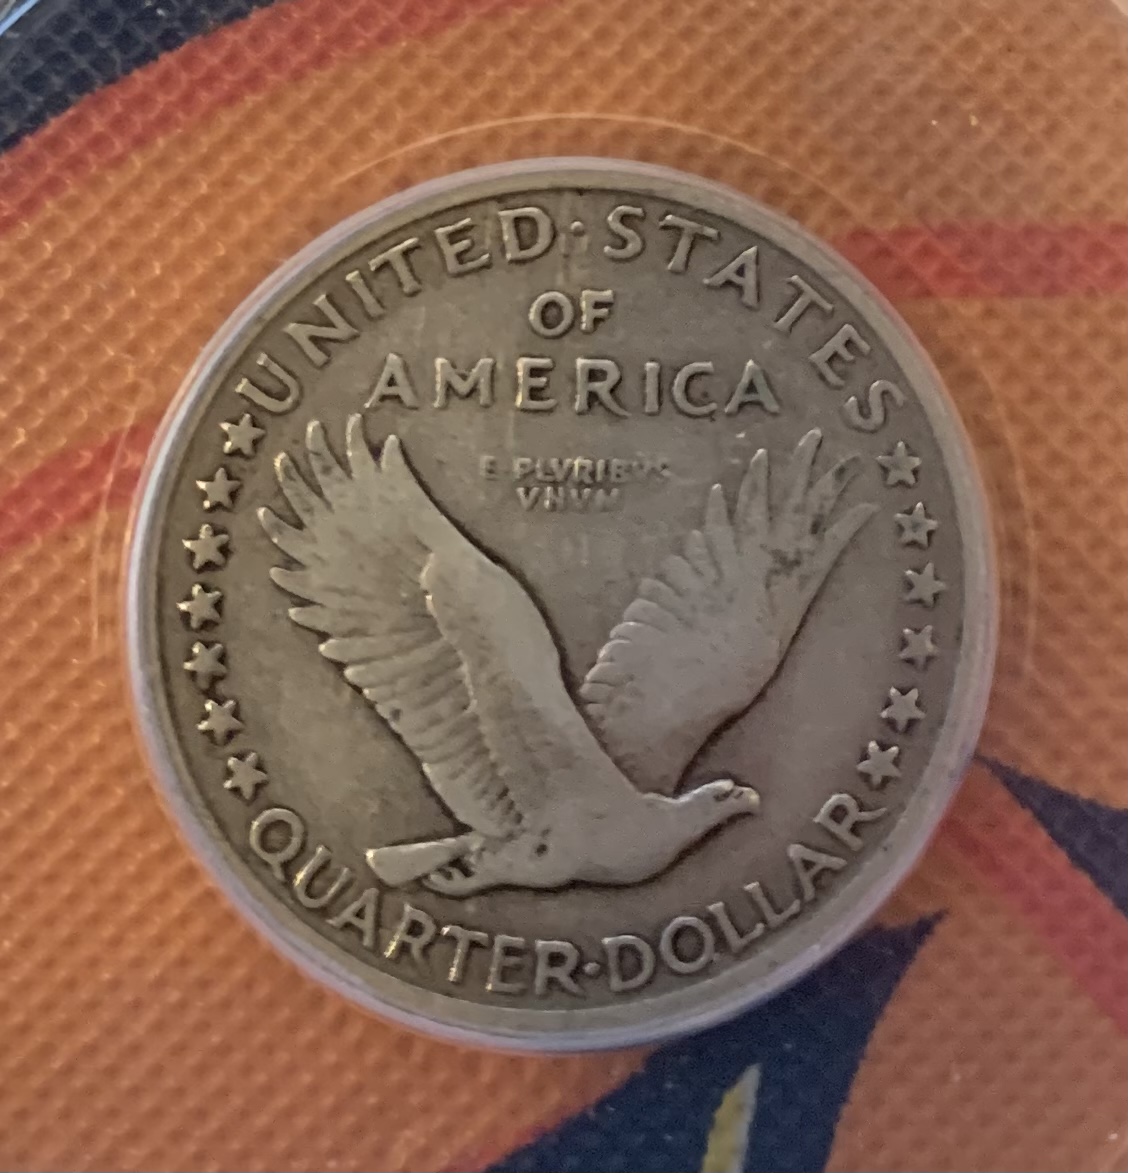 UNITED·STATES
OF
AMERICA
E PLVRIBVS
VNVM
QUARTER·DOLLAR